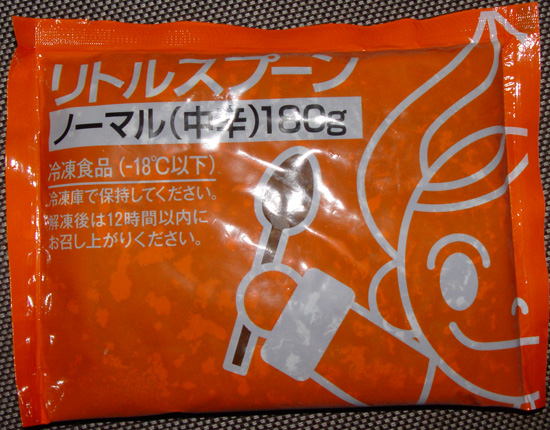 リトルスプーン
ノーマル(中辛)180g
冷凍食品(-18℃以下)
冷凍庫で保持してください。
解凍後は12時間以内に
お召し上がりください。